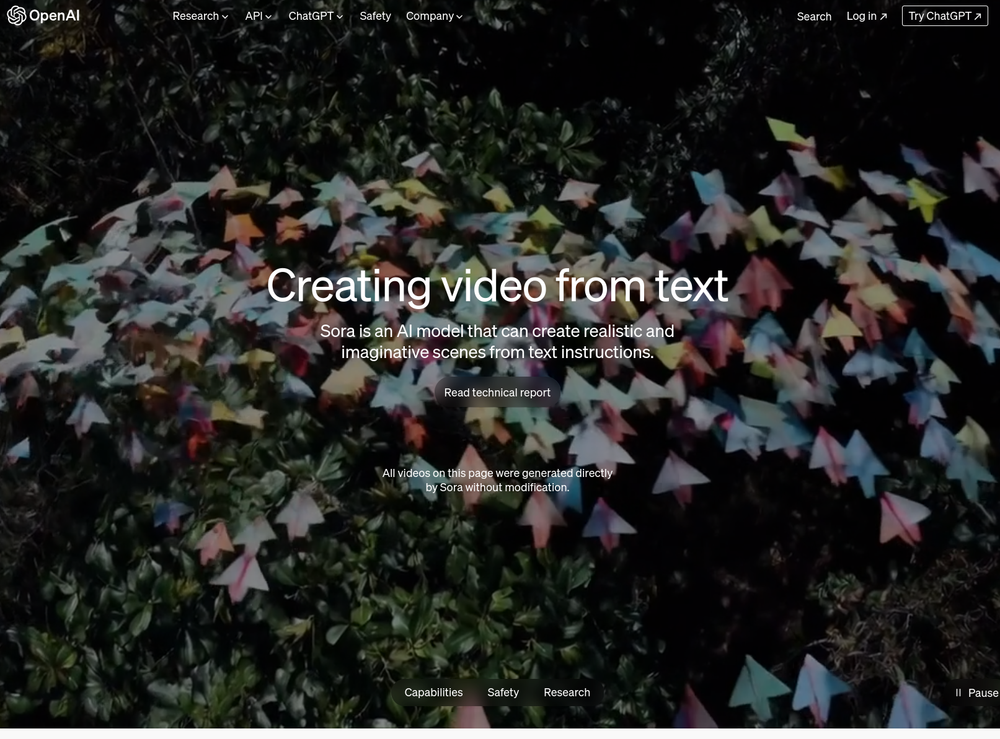 OpenAI
Research
API
ChatGPT
Safety
Company
Search
Log in
Try ChatGPT
Creating video from text
Sora is an AI model that can create realistic and
imaginative scenes from text instructions.
Read technical report
All videos on this page were generated directly
by Sora without modification.
Capabilities
Safety
Research
Pause